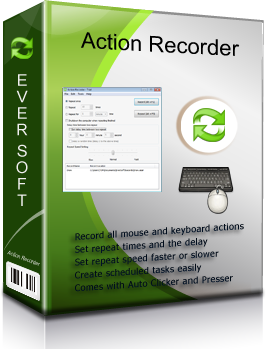 Action Recorder
EVER SOFT
Record all mouse and keyboard actions
Set repeat times and the delay
Set repeat speed faster or slower
Create scheduled tasks easily
Comes with Auto Clicker and Presser
Action Recorder